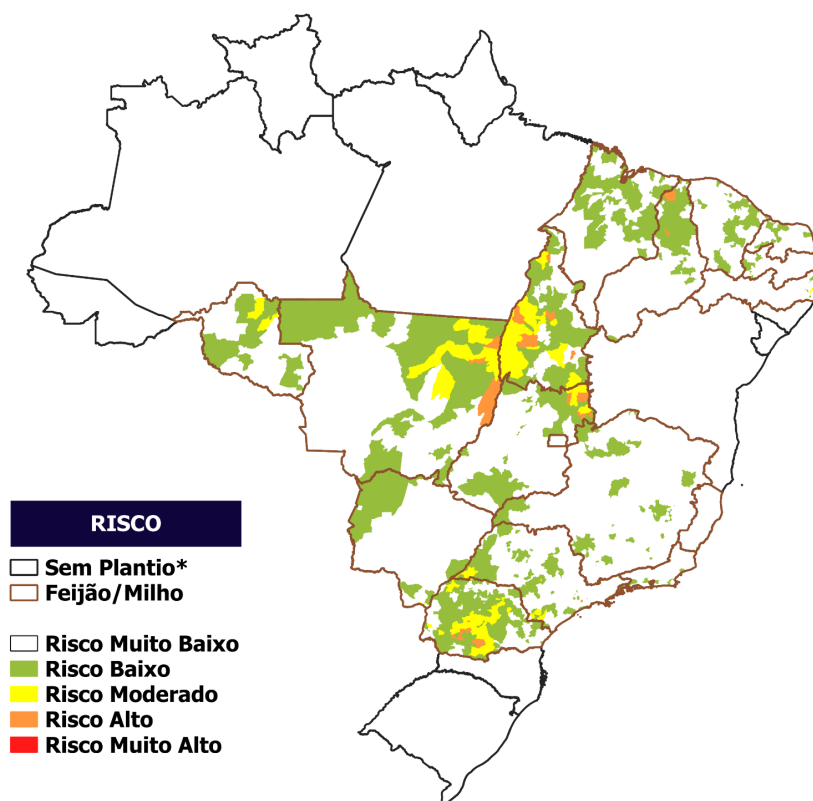 RISCO
Sem Plantio*
Feijão/Milho
Risco Muito Baixo
Risco Baixo
Risco Moderado
Risco Alto
Risco Muito Alto